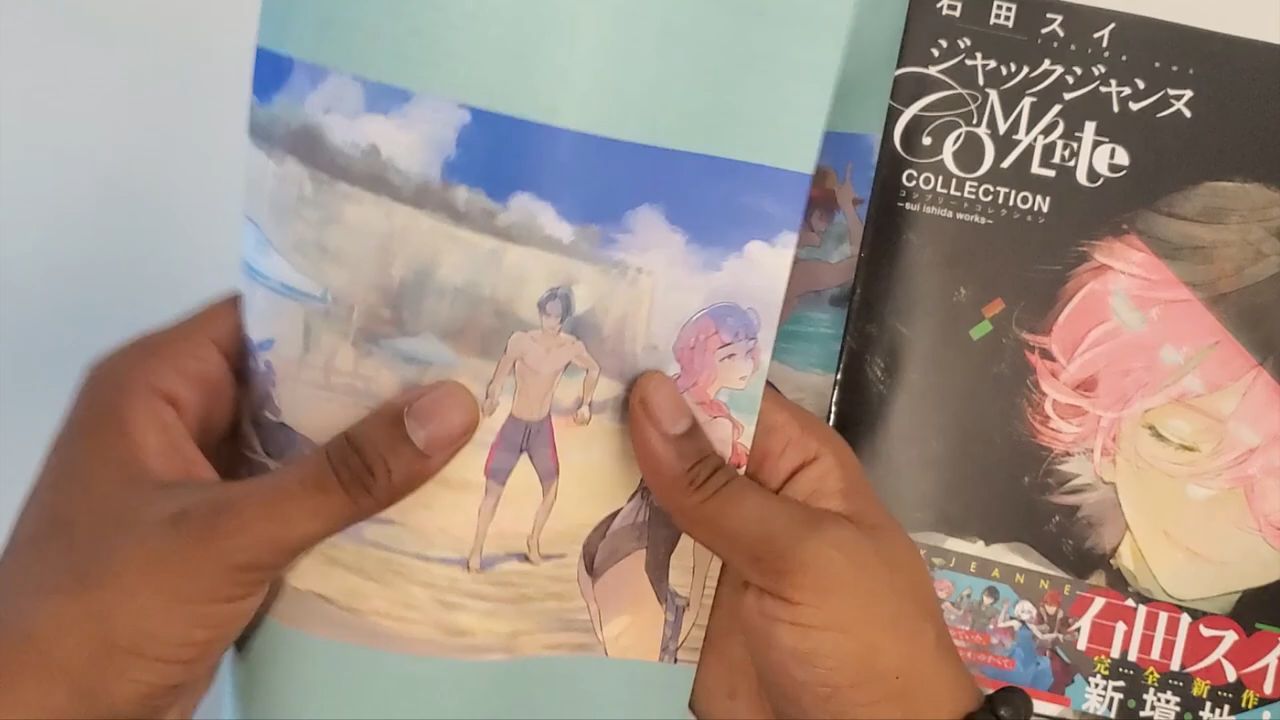 石田スイ
ジャックジャンヌ
COMPLEte
COLLECTION
コンプリートコレクション
–sui ishida works–
JEANNE
石田スイ
完…全…新…作
新・境・地